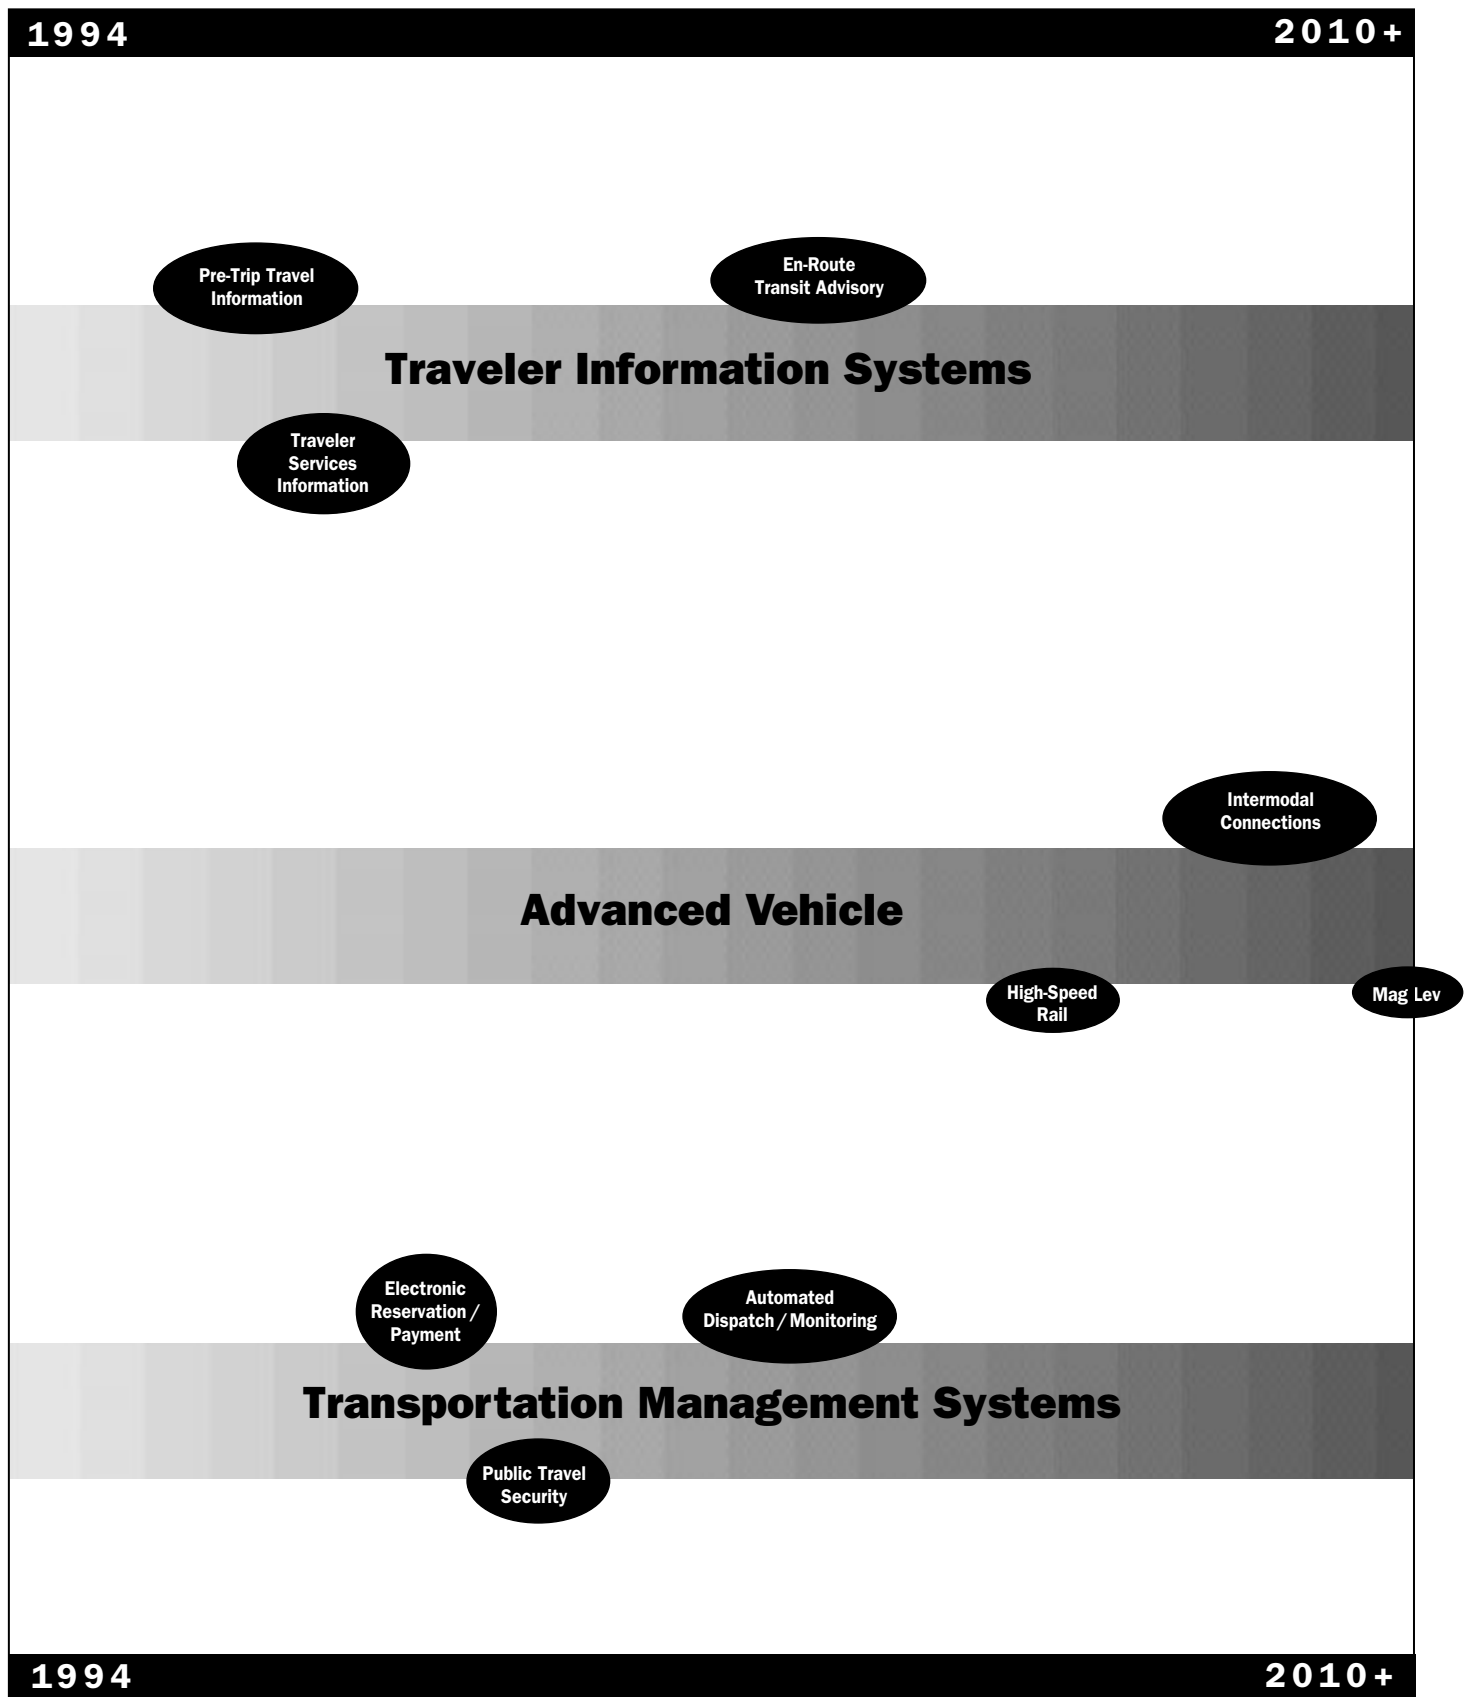 1994 2010+
Pre-Trip Travel
Information
En-Route
Transit Advisory
Traveler Information Systems
Traveler
Services
Information
Intermodal
Connections
Advanced Vehicle
High-Speed
Rail
Mag Lev
Electronic
Reservation /
Payment
Automated
Dispatch / Monitoring
Transportation Management Systems
Public Travel
Security
1994 2010+